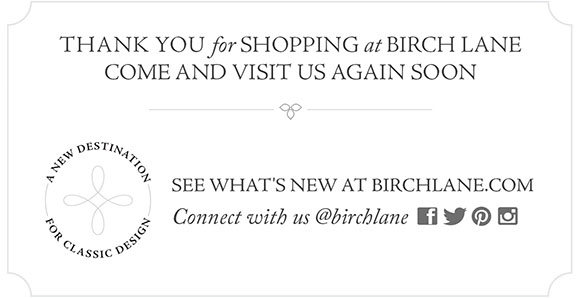 THANK YOU for SHOPPING at BIRCH LANE
COME AND VISIT US AGAIN SOON
A NEW DESTINATION
FOR CLASSIC DESIGN
SEE WHAT'S NEW AT BIRCHLANE.COM
Connect with us @birchlane